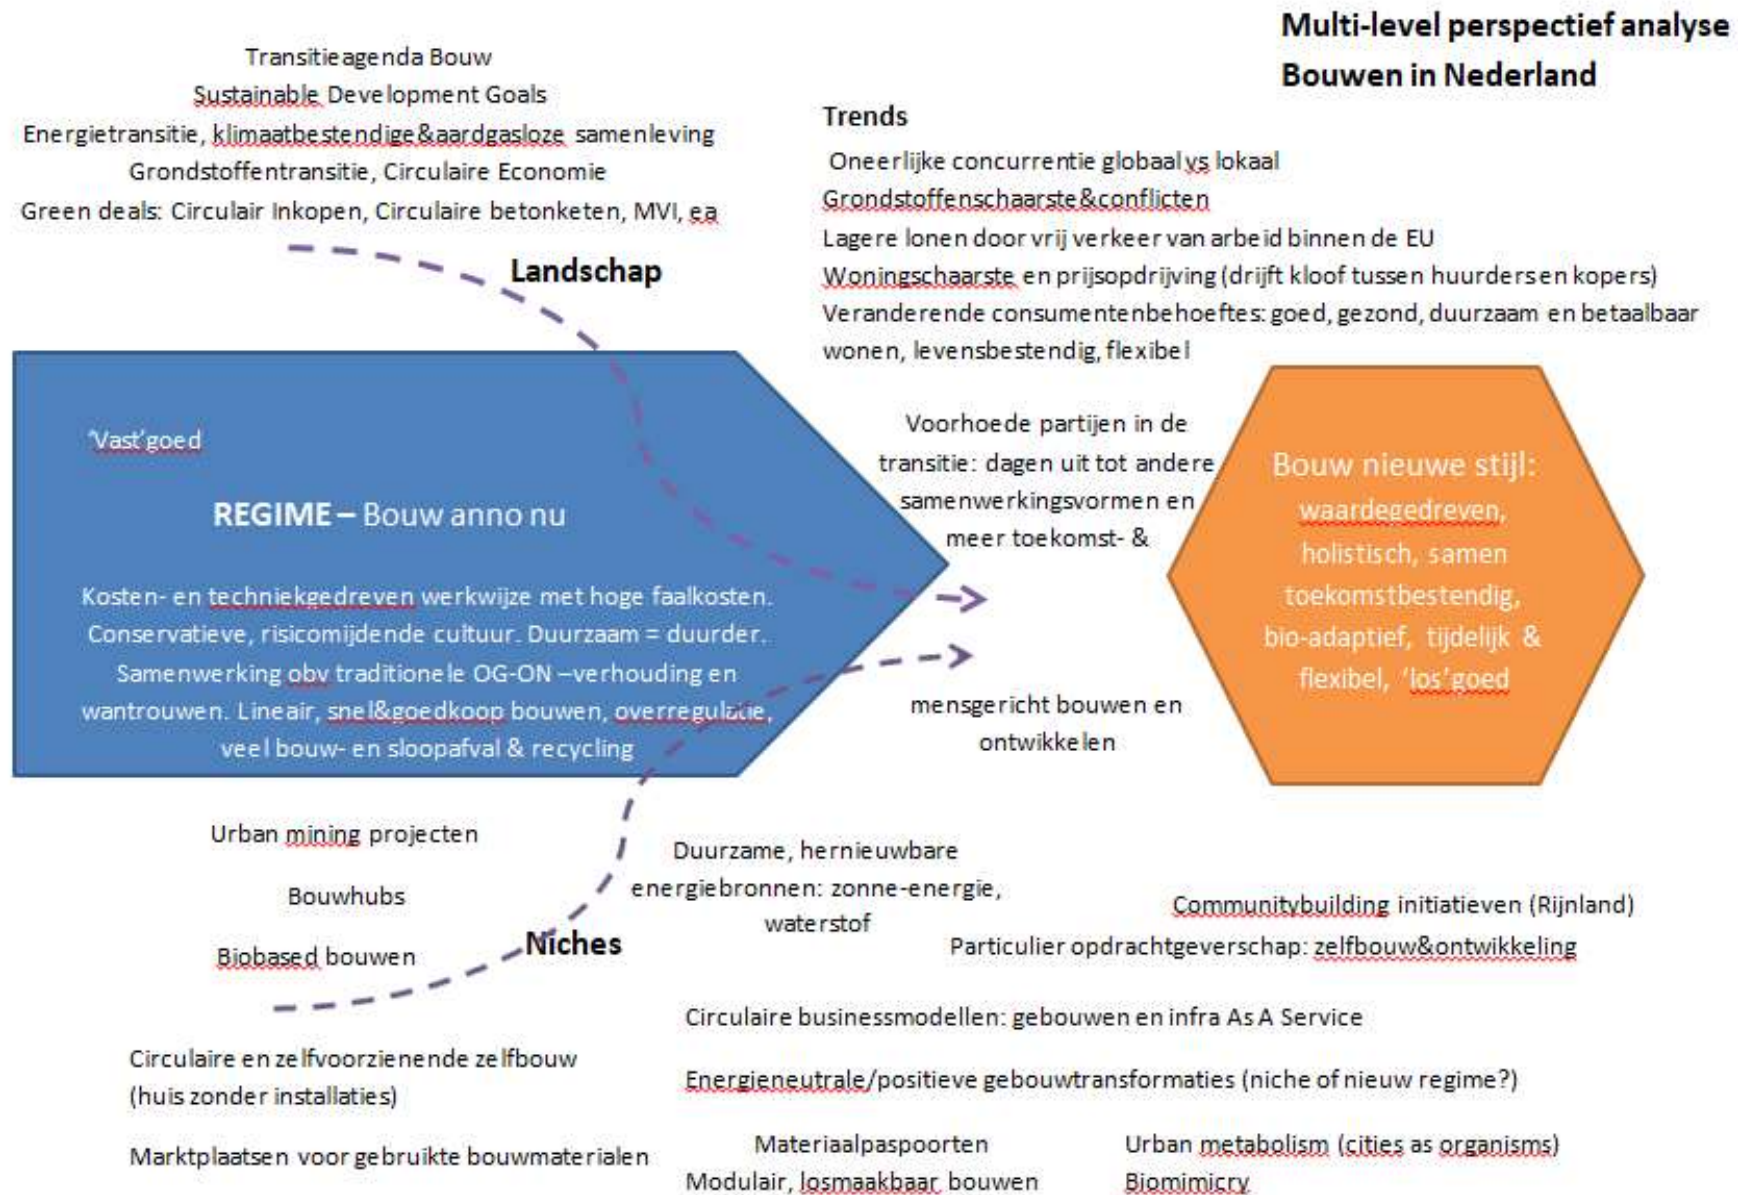 Multi-level perspectief analyse
Bouwen in Nederland
Transitieagenda Bouw
Sustainable Development Goals
Energietransitie, klimaatbestendige&aardgasloze samenleving
Grondstoffentransitie, Circulaire Economie
Green deals: Circulair Inkopen, Circulaire betonketen, MVI, ea
Landschap
Trends
Oneerlijke concurrentie globaal vs lokaal
Grondstoffenschaarste&conflicten
Lagere lonen door vrij verkeer van arbeid binnen de EU
Woningschaarste en prijsopdrijving (drijft kloof tussen huurders en kopers)
Veranderende consumentenbehoeftes: goed, gezond, duurzaam en betaalbaar
wonen, levensbestendig, flexibel
'Vast'goed
REGIME – Bouw anno nu
Kosten- en techniekgedreven werkwijze met hoge faalkosten.
Conservatieve, risicomijdende cultuur. Duurzaam = duurder.
Samenwerking obv traditionele OG-ON –verhouding en
wantrouwen. Lineair, snel&goedkoop bouwen, overregulatie,
veel bouw- en sloopafval & recycling
Voorhoede partijen in de
transitie: dagen uit tot andere
samenwerkingsvormen en
meer toekomst- &
mensgericht bouwen en
ontwikkelen
Bouw nieuwe stijl:
waardegedreven,
holistisch, samen
toekomstbestendig,
bio-adaptief, tijdelijk &
flexibel, 'los'goed
Urban mining projecten
Bouwhubs
Biobased bouwen
Niches
Duurzame, hernieuwbare
energiebronnen: zonne-energie,
waterstof
Communitybuilding initiatieven (Rijnland)
Particulier opdrachtgeverschap: zelfbouw&ontwikkeling
Circulaire businessmodellen: gebouwen en infra As A Service
Circulaire en zelfvoorzienende zelfbouw
(huis zonder installaties)
Energieneutrale/positieve gebouwtransformaties (niche of nieuw regime?)
Marktplaatsen voor gebruikte bouwmaterialen
Materiaalpaspoorten
Modulair, losmaakbaar bouwen
Urban metabolism (cities as organisms)
Biomimicry